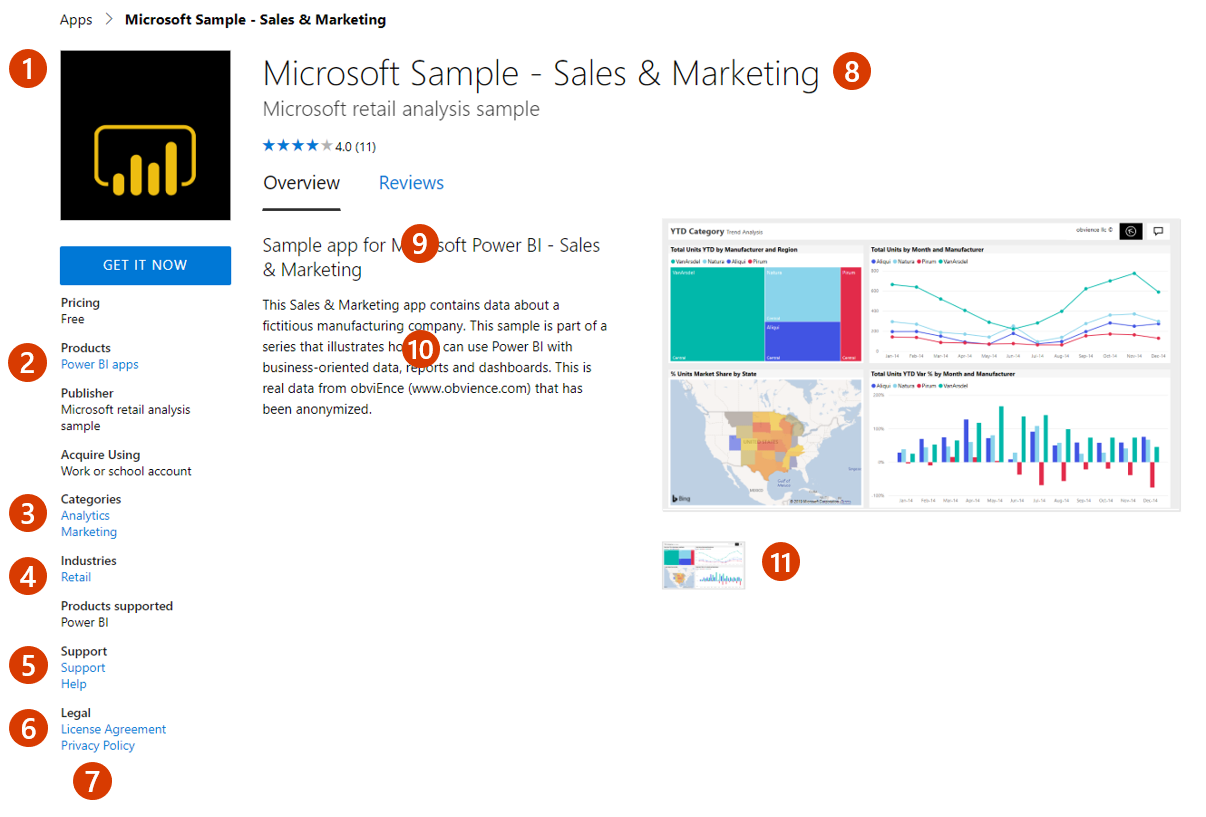 Apps > Microsoft Sample - Sales & Marketing
1
Microsoft Sample - Sales & Marketing
8
Microsoft retail analysis sample
4.0 (11)
Overview
Reviews
GET IT NOW
Pricing
Free
2
Products
Power BI apps
Publisher
Microsoft retail analysis
sample
Acquire Using
Work or school account
3
Categories
Analytics
Marketing
4
Industries
Retail
Products supported
Power BI
5
Support
Support
Help
6
Legal
License Agreement
Privacy Policy
7
9
Sample app for M soft Power BI - Sales
& Marketing
10
This Sales & Marketing app contains data about a
fictitious manufacturing company. This sample is part of a
series that illustrates can use Power BI with
business-oriented data, reports and dashboards. This is
real data from obviEnce (www.obvience.com) that has
been anonymized.
YTD Category Trend Analysis
obvience llc ©
Total Units YTD by Manufacturer and Region
VanArsdel Natura Aliqui Pirum
VanArsdel
Natura
Pirum
Central
Aliqui
Central
Central
Central
Total Units by Month and Manufacturer
Aliqui Natura Pirum VanArsdel
800
600
400
200
0
Jan-14 Feb-14 Mar-14 Apr-14 May-14 Jun-14 Jul-14 Aug-14 Sep-14 Oct-14 Nov-14 Dec-14
% Units Market Share by State
UNITED STATES
Gulf of
Mexico
MEXICO
Bing
Total Units YTD Var % by Month and Manufacturer
Aliqui Natura Pirum VanArsdel
200%
100%
0%
-100%
Jan-14 Feb-14 Mar-14 Apr-14 May-14 Jun-14 Jul-14 Aug-14 Sep-14 Oct-14 Nov-14 Dec-14
11